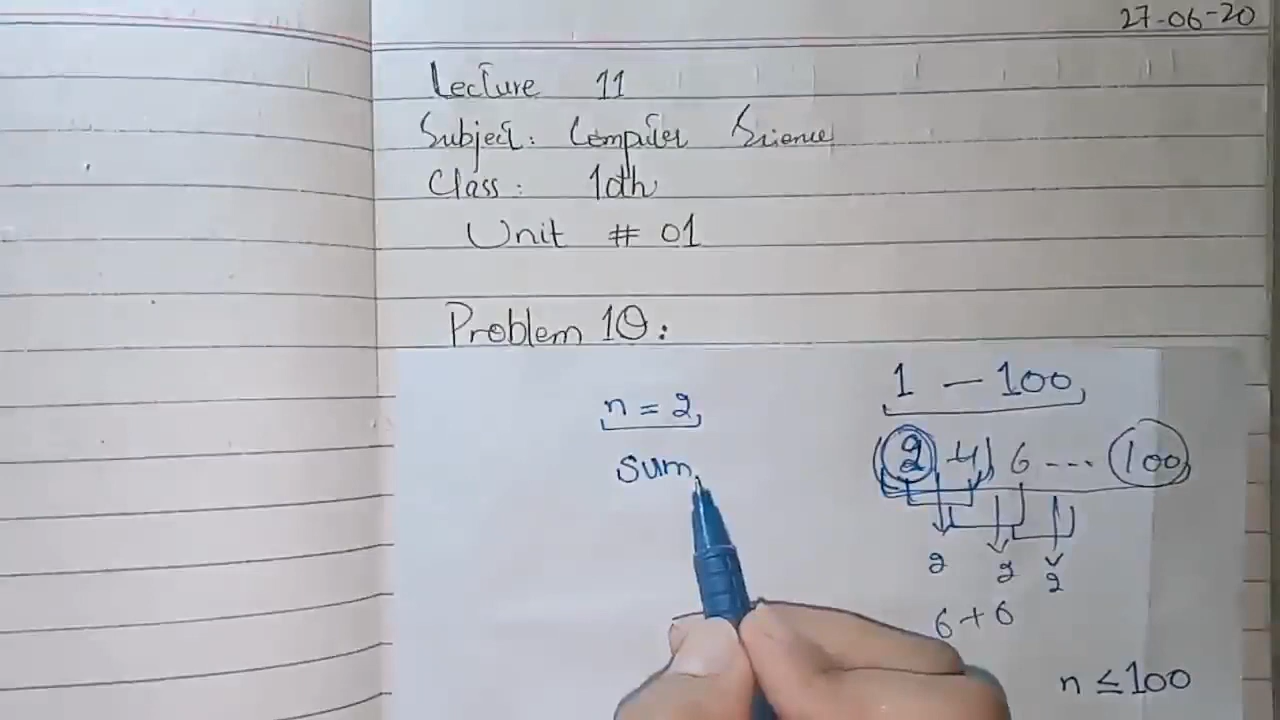 27-06-20
Lecture 11
Subject: Computer Science
Class: 10th
Unit # 01
Problem 10:
1 — 100
n = 2
2 4 6 --- 100
Sum
2 2 2
6+6
n ≤ 100